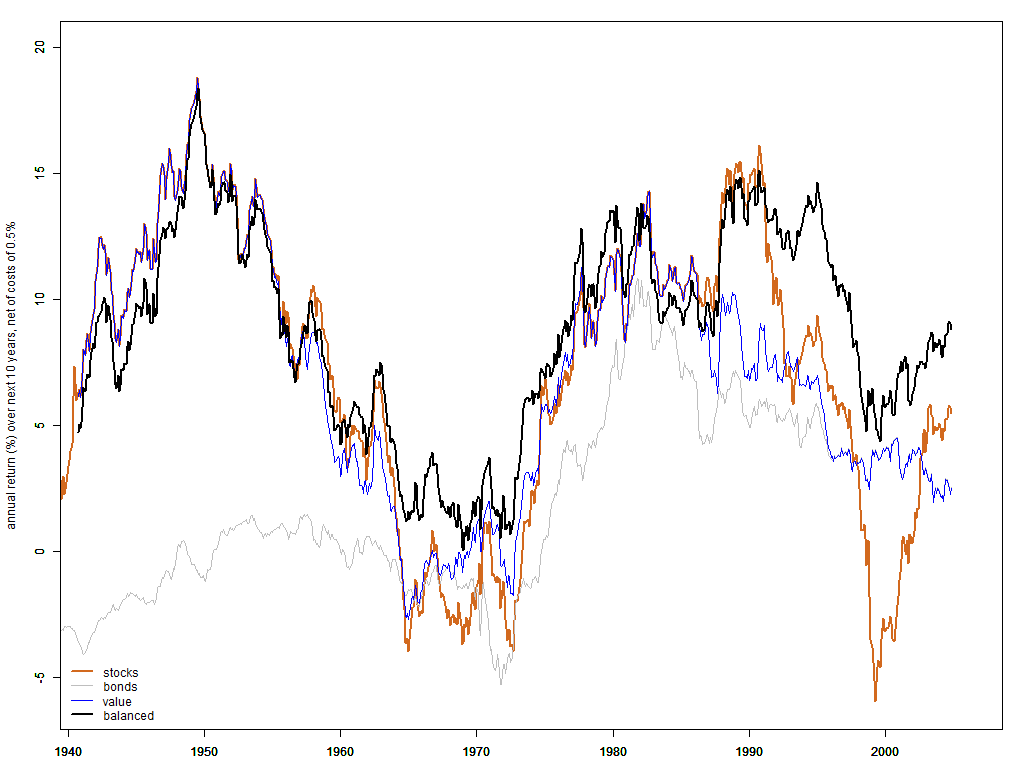 annual return (%) over next 10 years, net of costs of 0.5%
20
15
10
5
0
-5
stocks
bonds
value
balanced
1940 1950 1960 1970 1980 1990 2000